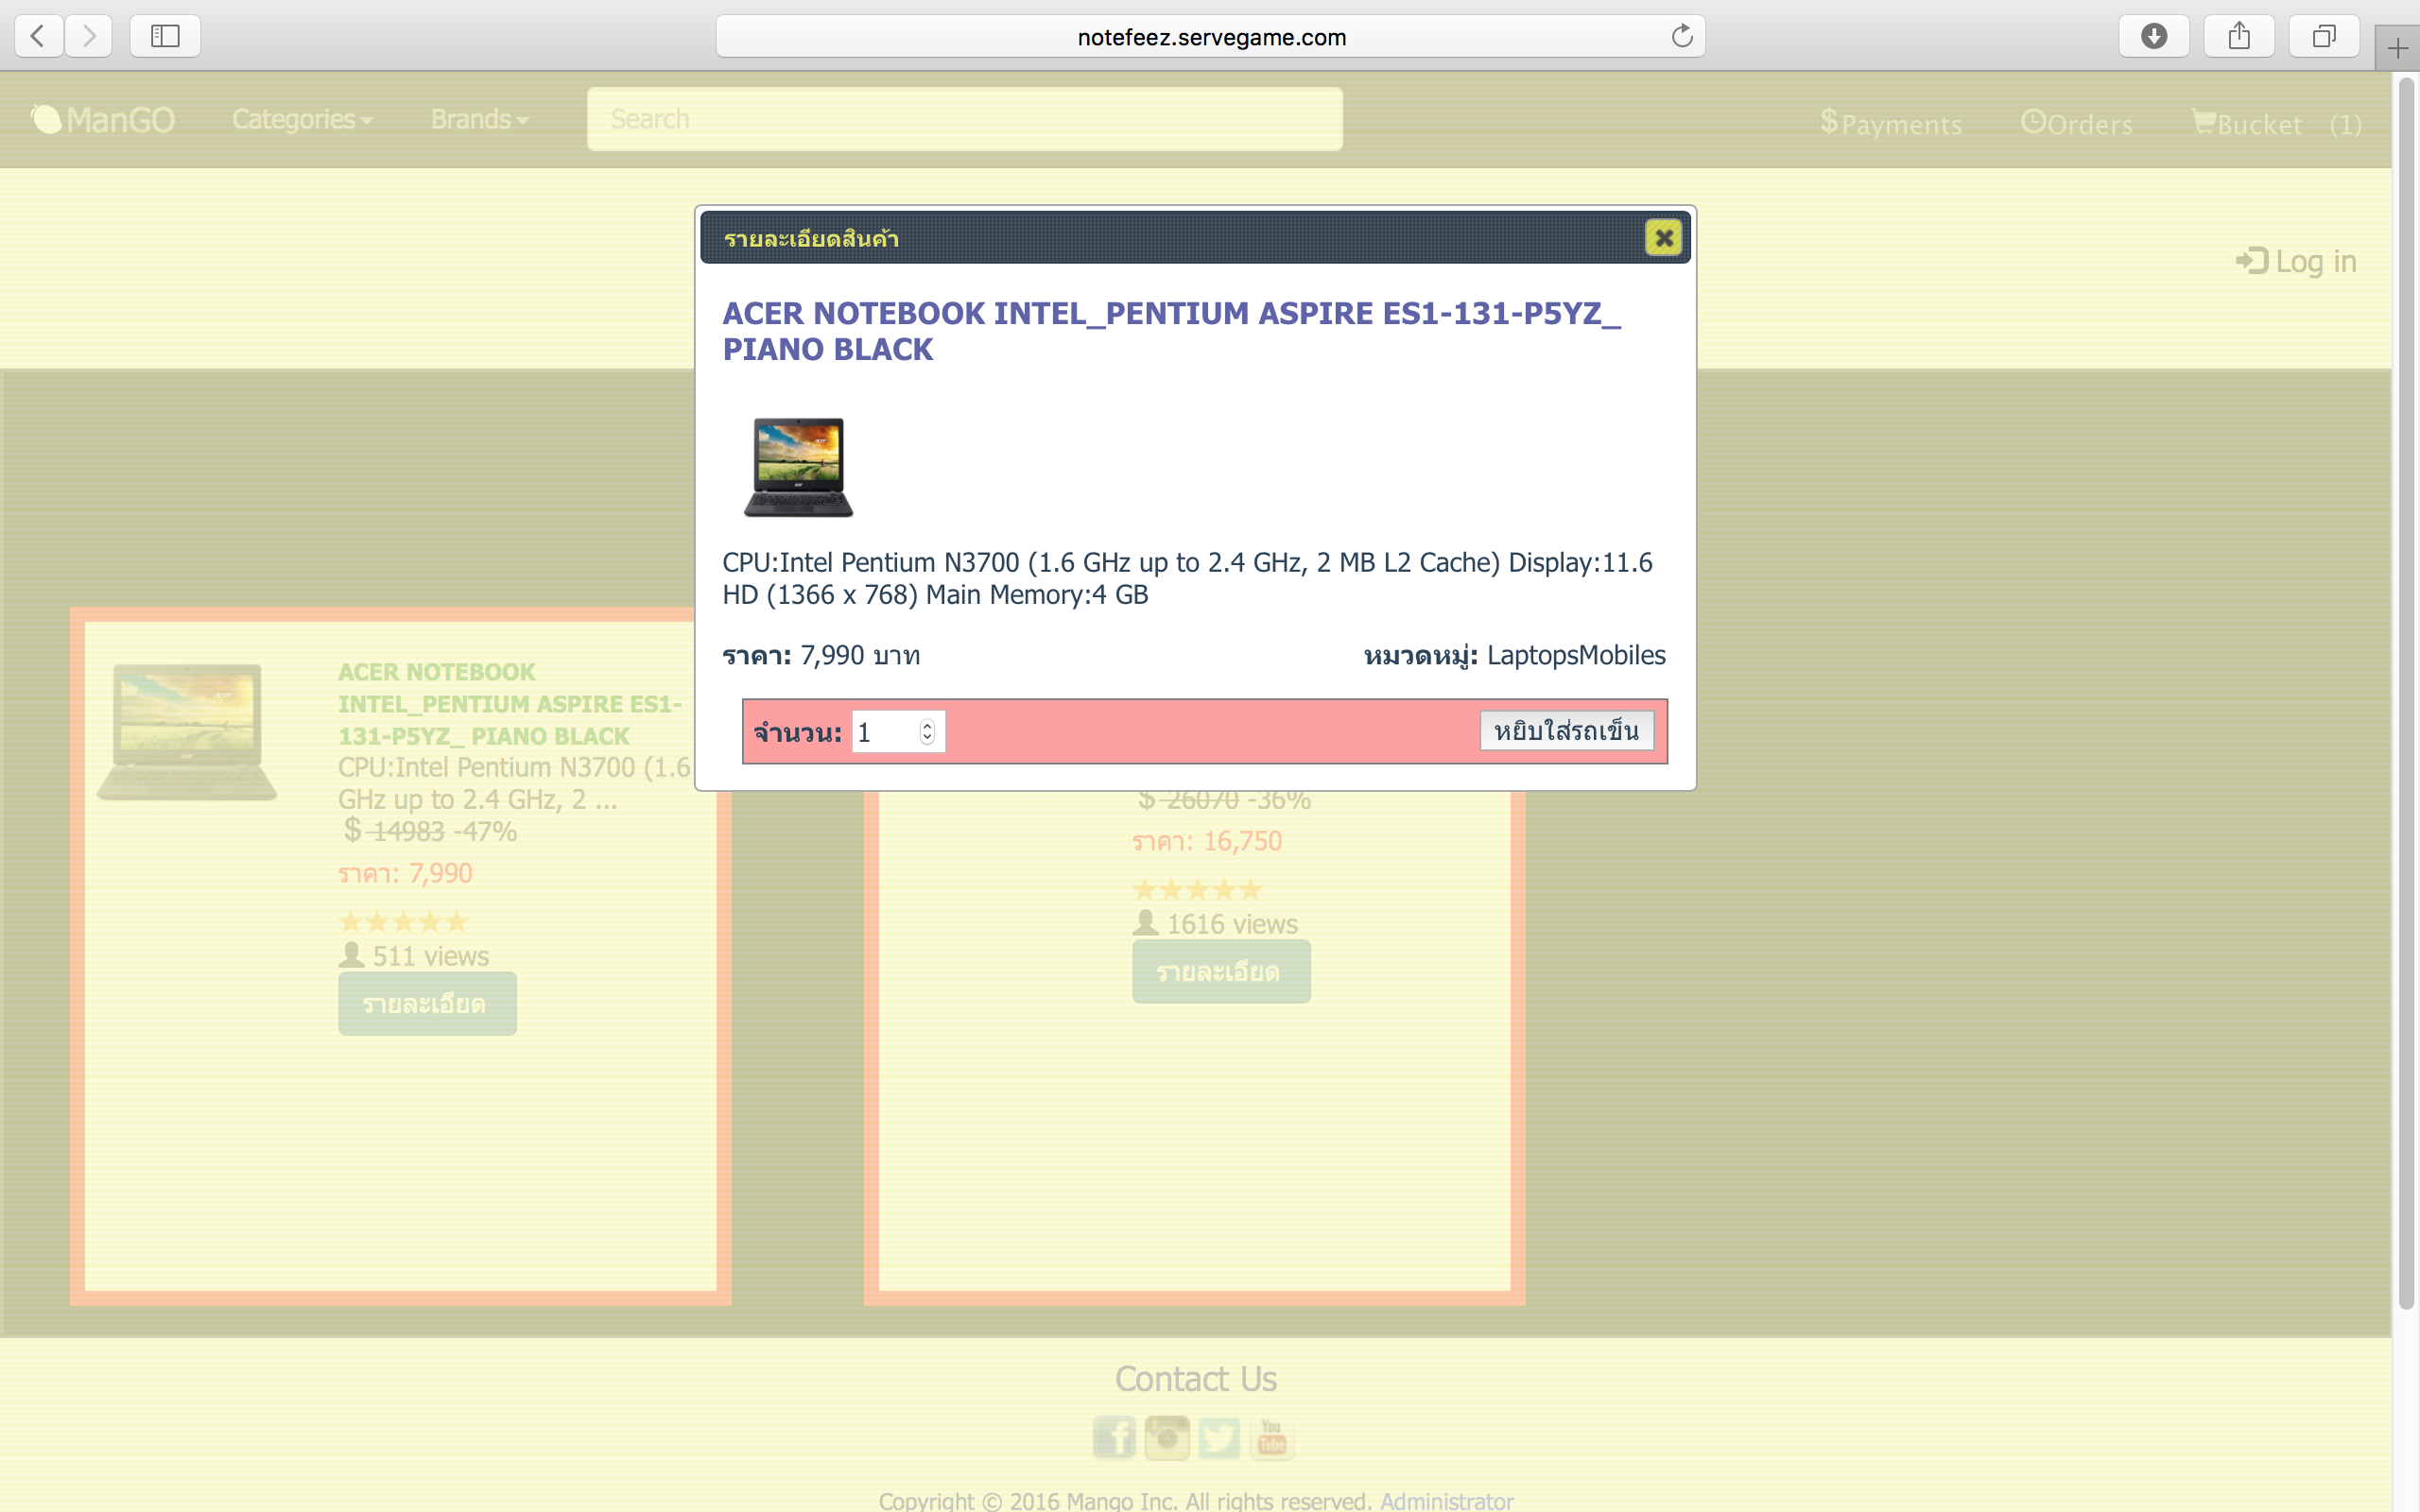 notefeez.servegame.com
ManGO Categories Brands Search $Payments Orders Bucket (1)
Log in
รายละเอียดสินค้า
ACER NOTEBOOK INTEL_PENTIUM ASPIRE ES1-131-P5YZ_
PIANO BLACK
CPU:Intel Pentium N3700 (1.6 GHz up to 2.4 GHz, 2 MB L2 Cache) Display:11.6
HD (1366 x 768) Main Memory:4 GB
ราคา: 7,990 บาท หมวดหมู่: LaptopsMobiles
จำนวน: 1 หยิบใส่รถเข็น
ACER NOTEBOOK
INTEL_PENTIUM ASPIRE ES1-
131-P5YZ_ PIANO BLACK
CPU:Intel Pentium N3700 (1.6
GHz up to 2.4 GHz, 2 ...
$ 14983 -47%
ราคา: 7,990
511 views
รายละเอียด
$ 26070 -36%
ราคา: 16,750
1616 views
รายละเอียด
Contact Us
You
Tube
Copyright © 2016 Mango Inc. All rights reserved. Administrator